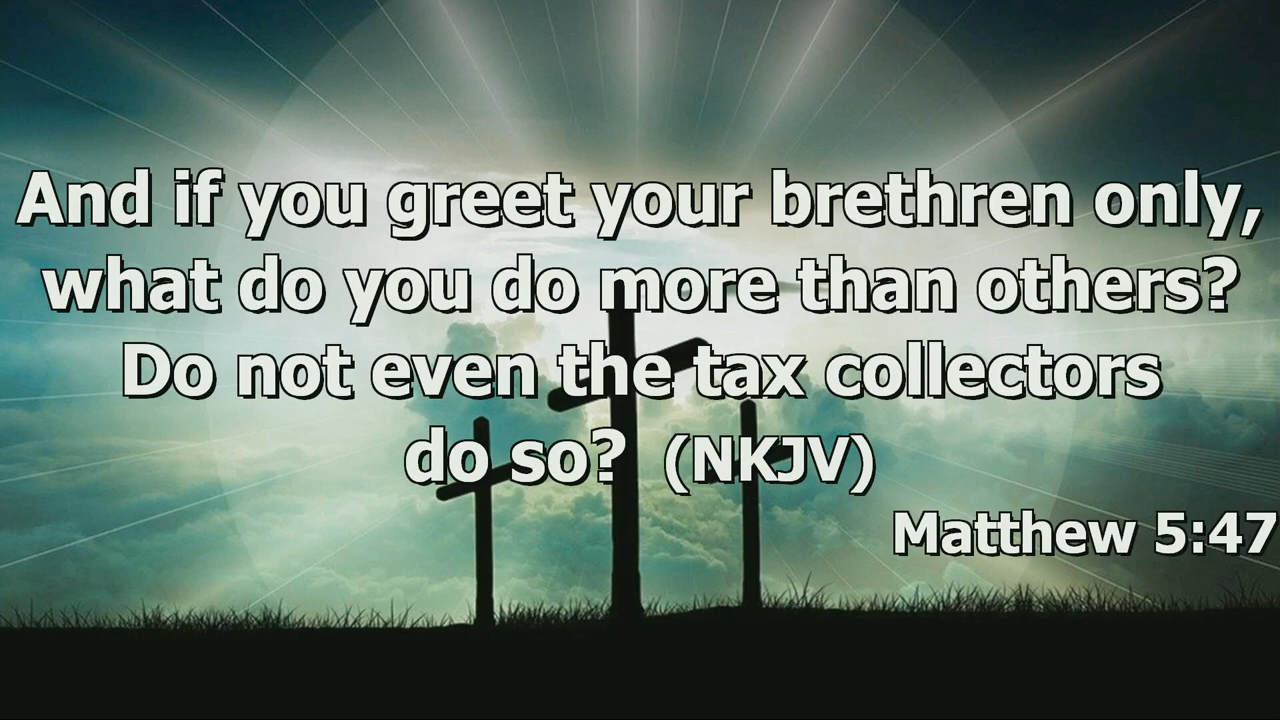 And if you greet your brethren only,
what do you do more than others?
Do not even the tax collectors
do so? (NKJV)
Matthew 5:47